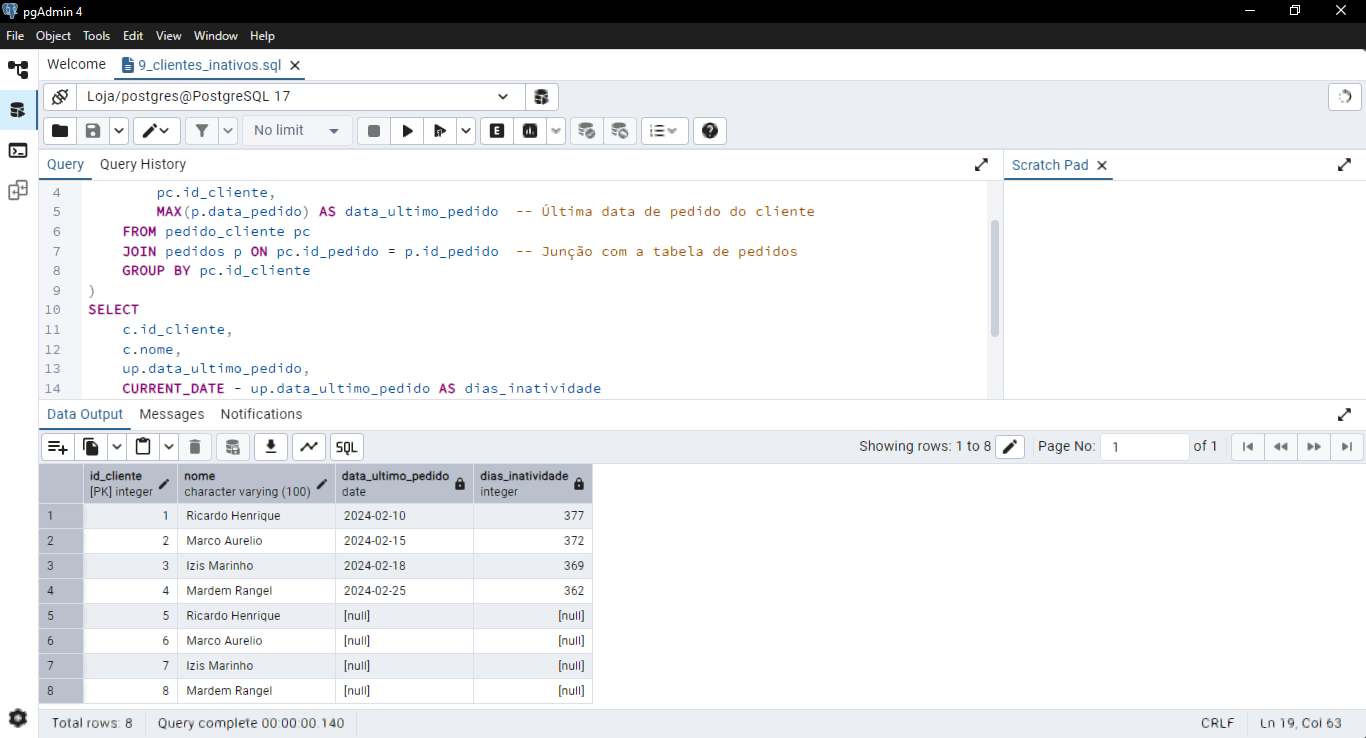 pgAdmin 4
File Object Tools Edit View Window Help
Welcome 9_clientes_inativos.sql
Loja/postgres@PostgreSQL 17
No limit E
Query Query History Scratch Pad
4 pc.id_cliente,
5 MAX(p.data_pedido) AS data_ultimo_pedido -- Última data de pedido do cliente
6 FROM pedido_cliente pc
7 JOIN pedidos p ON pc.id_pedido = p.id_pedido -- Junção com a tabela de pedidos
8 GROUP BY pc.id_cliente
9 )
10 SELECT
11 c.id_cliente,
12 c.nome,
13 up.data_ultimo_pedido,
14 CURRENT_DATE - up.data_ultimo_pedido AS dias_inatividade
Data Output Messages Notifications
SQL Showing rows: 1 to 8 Page No: 1 of 1
id_cliente nome data_ultimo_pedido dias_inatividade
[PK] integer character varying (100) date integer
1 1 Ricardo Henrique 2024-02-10 377
2 2 Marco Aurelio 2024-02-15 372
3 3 Izis Marinho 2024-02-18 369
4 4 Mardem Rangel 2024-02-25 362
5 5 Ricardo Henrique [null] [null]
6 6 Marco Aurelio [null] [null]
7 7 Izis Marinho [null] [null]
8 8 Mardem Rangel [null] [null]
Total rows: 8 Query complete 00:00:00.140 CRLF Ln 19, Col 63